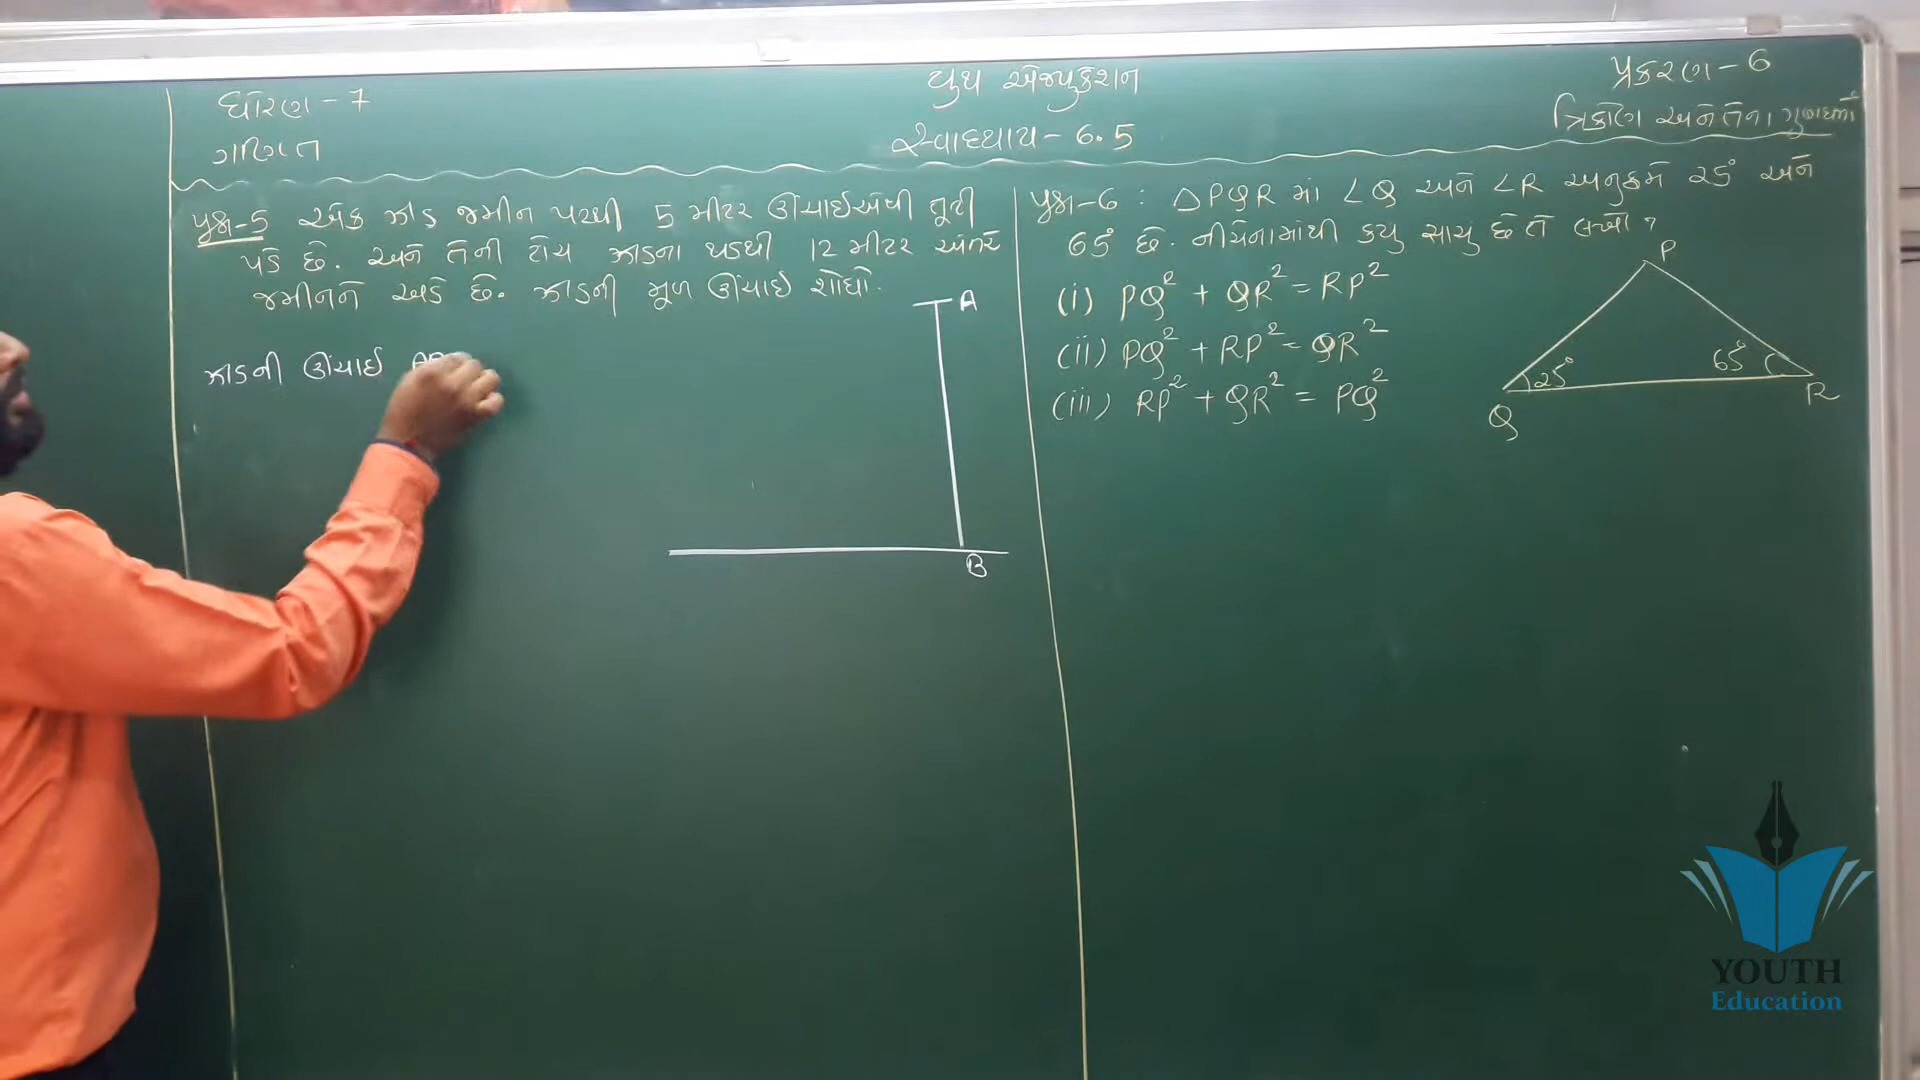 ધોરણ - 7
ગણિત
યુથ એજ્યુકેશન
સ્વાધ્યાય - 6.5
પ્રકરણ - 6
ત્રિકોણ અને તેના ગુણધર્મો
પ્રશ્ન-5 એક ઝાડ જમીન પરથી 5 મીટર ઊંચાઈએથી તૂટી
પડે છે. અને તેની ટોચ ઝાડના થડથી 12 મીટર અંતરે
જમીનને અડે છે. ઝાડની મૂળ ઊંચાઈ શોધો.
ઝાડની ઊંચાઈ
A
B
પ્રશ્ન-6 : △PQR માં ∠Q અને ∠R અનુક્રમે 25° અને
65° છે. નીચેનામાંથી કયુ સાચુ છે તે લખો ?
(i) PQ² + QR² = RP²
(ii) PQ² + RP² = QR²
(iii) RP² + QR² = PQ²
P
25°
65°
Q
R
YOUTH
Education